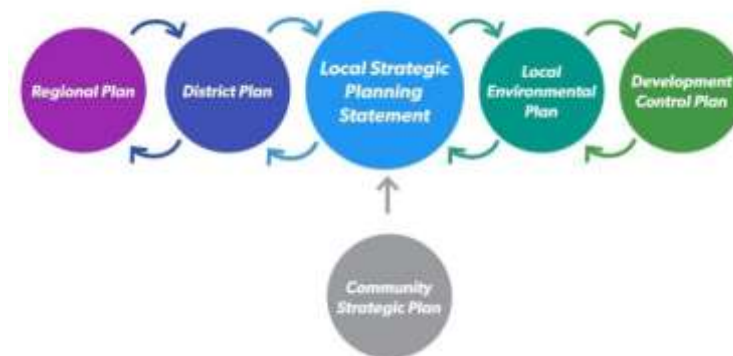 Regional Plan
District Plan
Local Strategic
Planning
Statement
Local
Environmental
Plan
Development
Control Plan
Community
Strategic Plan